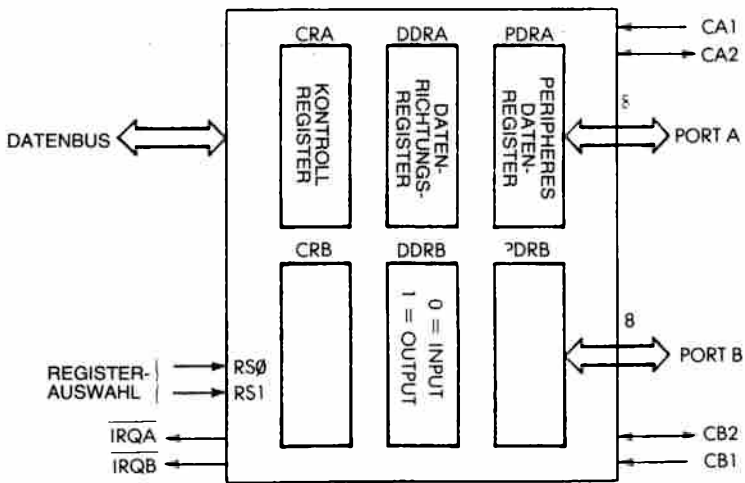 CRA
DDRA
PDRA
CA1
CA2
KONTROLL
REGISTER
DATEN-
RICHTUNGS-
REGISTER
PERIPHERES
DATEN-
REGISTER
DATENBUS
8
PORT A
CRB
DDRB
PDRB
0 = INPUT
1 = OUTPUT
8
PORT B
REGISTER-
AUSWAHL
RSØ
RS1
IRQA
IRQB
CB2
CB1